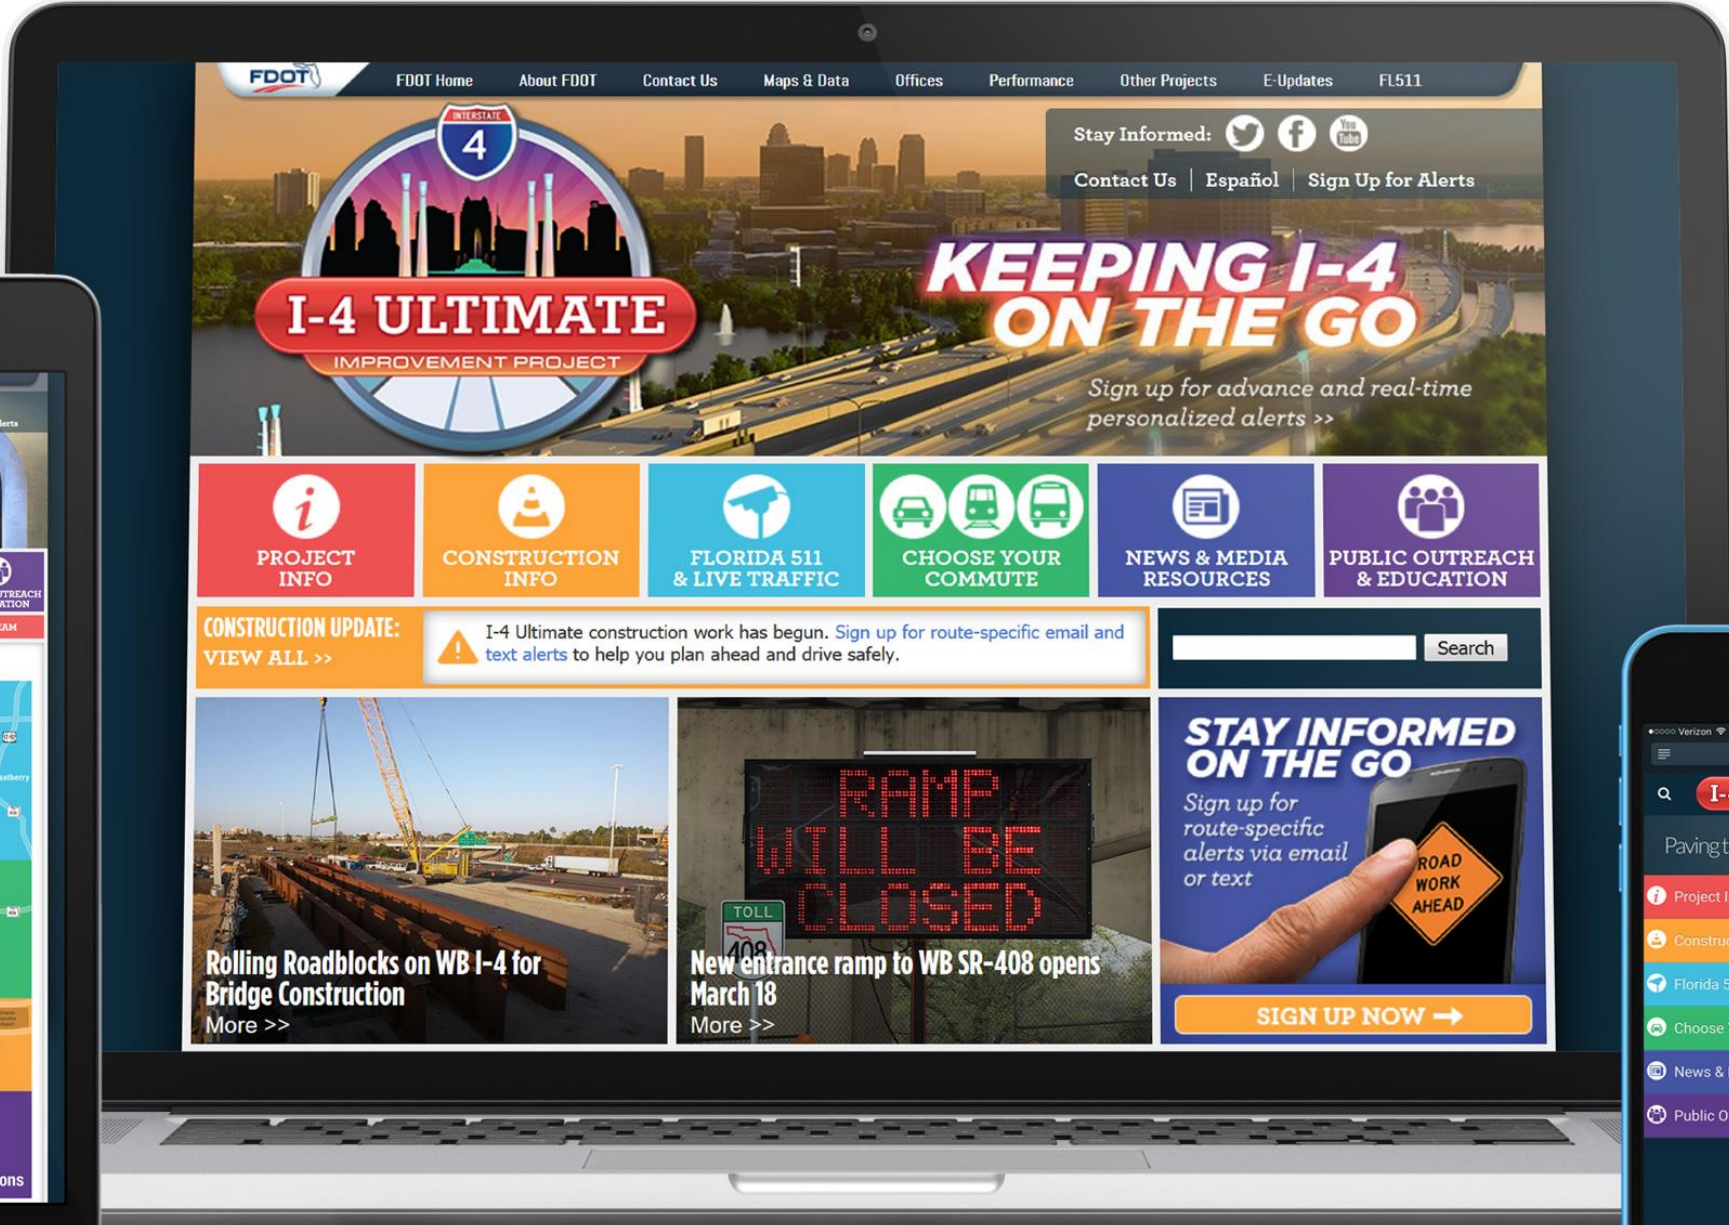 FDOT
FDOT Home About FDOT Contact Us Maps & Data Offices Performance Other Projects E-Updates FL511
INTERSTATE
4
Stay Informed: You Tube
Contact Us | Español | Sign Up for Alerts
I-4 ULTIMATE
IMPROVEMENT PROJECT
KEEPING I-4
ON THE GO
Sign up for advance and real-time
personalized alerts >>
PROJECT
INFO
CONSTRUCTION
INFO
FLORIDA 511
& LIVE TRAFFIC
CHOOSE YOUR
COMMUTE
NEWS & MEDIA
RESOURCES
PUBLIC OUTREACH
& EDUCATION
CONSTRUCTION UPDATE:
VIEW ALL >>
I-4 Ultimate construction work has begun. Sign up for route-specific email and
text alerts to help you plan ahead and drive safely.
Search
Rolling Roadblocks on WB I-4 for
Bridge Construction
More >>
RAMP
WILL BE
CLOSED
TOLL
408
New entrance ramp to WB SR-408 opens
March 18
More >>
STAY INFORMED
ON THE GO
Sign up for
route-specific
alerts via email
or text
ROAD
WORK
AHEAD
SIGN UP NOW →
Verizon
I-
Paving t
Project I
Constru
Florida 5
Choose
News &
Public O